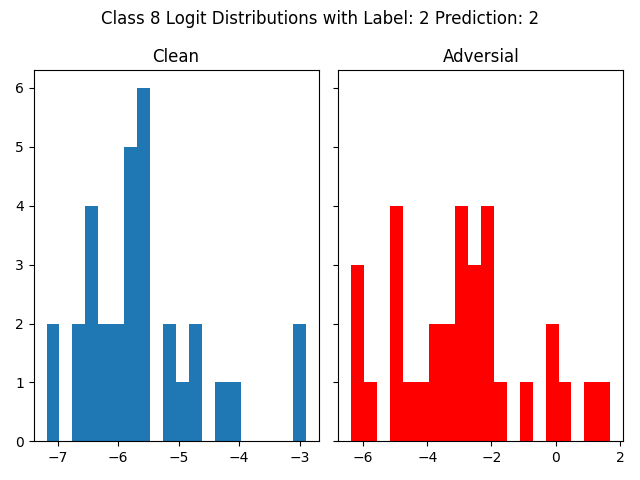 Class 8 Logit Distributions with Label: 2 Prediction: 2
Clean
Adversial
6
5
4
3
2
1
0
−7 −6 −5 −4 −3
−6 −4 −2 0 2